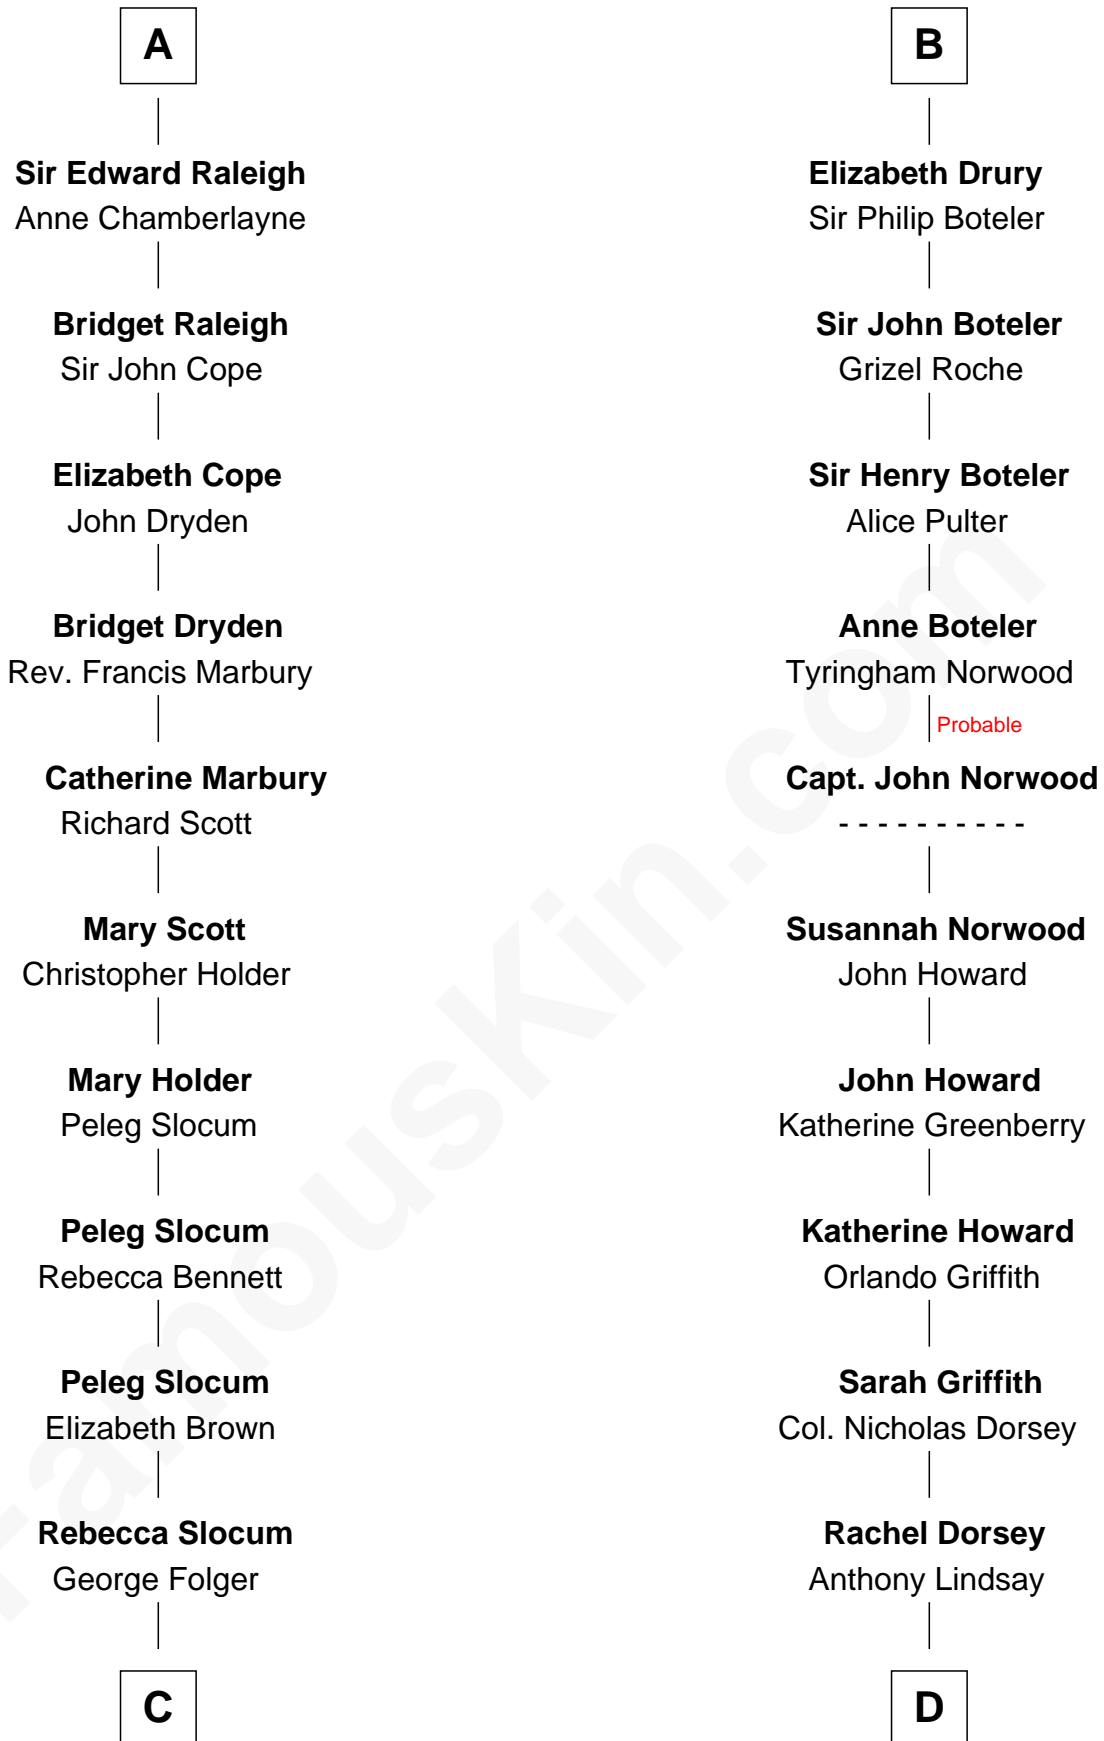 A
Sir Edward Raleigh
Anne Chamberlayne
Bridget Raleigh
Sir John Cope
Elizabeth Cope
John Dryden
Bridget Dryden
Rev. Francis Marbury
Catherine Marbury
Richard Scott
Mary Scott
Christopher Holder
Mary Holder
Peleg Slocum
Peleg Slocum
Rebecca Bennett
Peleg Slocum
Elizabeth Brown
Rebecca Slocum
George Folger
C
B
Elizabeth Drury
Sir Philip Boteler
Sir John Boteler
Grizel Roche
Sir Henry Boteler
Alice Pulter
Anne Boteler
Tyringham Norwood
Probable
Capt. John Norwood
- - - - - - - - - -
Susannah Norwood
John Howard
John Howard
Katherine Greenberry
Katherine Howard
Orlando Griffith
Sarah Griffith
Col. Nicholas Dorsey
Rachel Dorsey
Anthony Lindsay
D
FamousKin.com